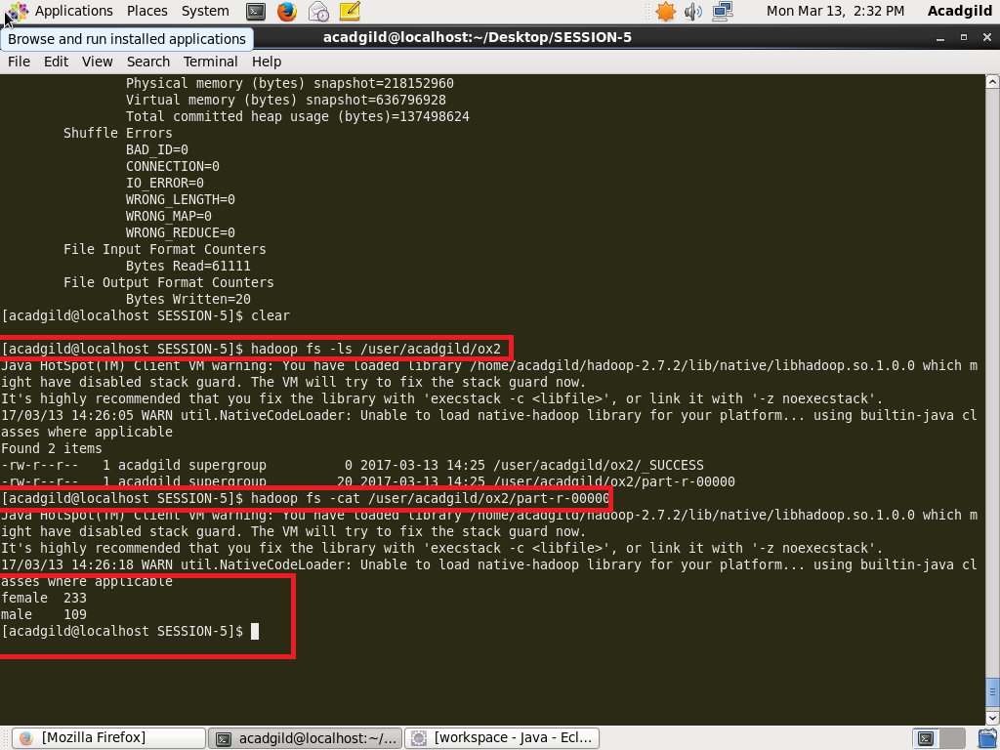 Applications Places System Mon Mar 13, 2:32 PM Acadgild
Browse and run installed applications
acadgild@localhost:~/Desktop/SESSION-5
File Edit View Search Terminal Help
Physical memory (bytes) snapshot=218152960
Virtual memory (bytes) snapshot=636796928
Total committed heap usage (bytes)=137498624
Shuffle Errors
BAD_ID=0
CONNECTION=0
IO_ERROR=0
WRONG_LENGTH=0
WRONG_MAP=0
WRONG_REDUCE=0
File Input Format Counters
Bytes Read=61111
File Output Format Counters
Bytes Written=20
[acadgild@localhost SESSION-5]$ clear
[acadgild@localhost SESSION-5]$ hadoop fs -ls /user/acadgild/ox2
Java HotSpot(TM) Client VM warning: You have loaded library /home/acadgild/hadoop-2.7.2/lib/native/libhadoop.so.1.0.0 which m
ight have disabled stack guard. The VM will try to fix the stack guard now.
It's highly recommended that you fix the library with 'execstack -c <libfile>', or link it with '-z noexecstack'.
17/03/13 14:26:05 WARN util.NativeCodeLoader: Unable to load native-hadoop library for your platform... using builtin-java cl
asses where applicable
Found 2 items
-rw-r--r--   1 acadgild supergroup          0 2017-03-13 14:25 /user/acadgild/ox2/_SUCCESS
-rw-r--r--   1 acadgild supergroup         20 2017-03-13 14:25 /user/acadgild/ox2/part-r-00000
[acadgild@localhost SESSION-5]$ hadoop fs -cat /user/acadgild/ox2/part-r-00000
Java HotSpot(TM) Client VM warning: You have loaded library /home/acadgild/hadoop-2.7.2/lib/native/libhadoop.so.1.0.0 which m
ight have disabled stack guard. The VM will try to fix the stack guard now.
It's highly recommended that you fix the library with 'execstack -c <libfile>', or link it with '-z noexecstack'.
17/03/13 14:26:18 WARN util.NativeCodeLoader: Unable to load native-hadoop library for your platform... using builtin-java cl
asses where applicable
female  233
male    109
[acadgild@localhost SESSION-5]$
[Mozilla Firefox] acadgild@localhost:~/... [workspace - Java - Ecl...